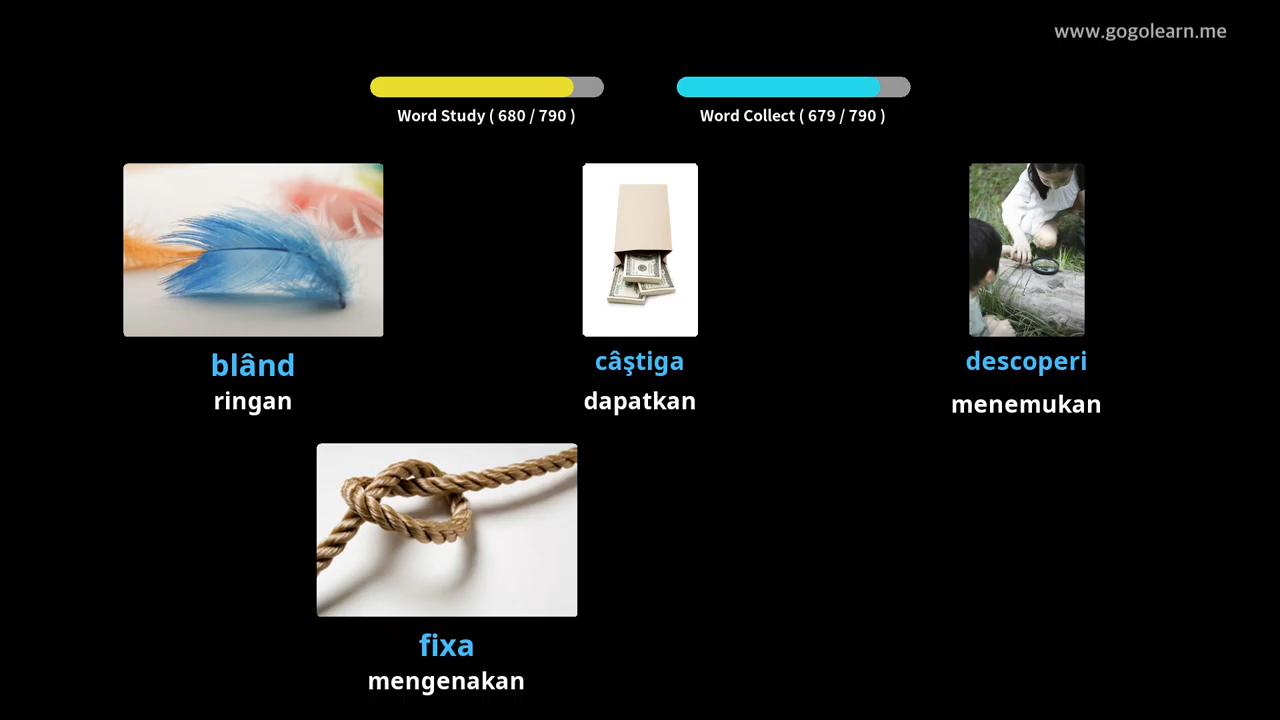 www.gogolearn.me
Word Study ( 680 / 790 )
Word Collect ( 679 / 790 )
blând
ringan
câştiga
dapatkan
descoperi
menemukan
fixa
mengenakan